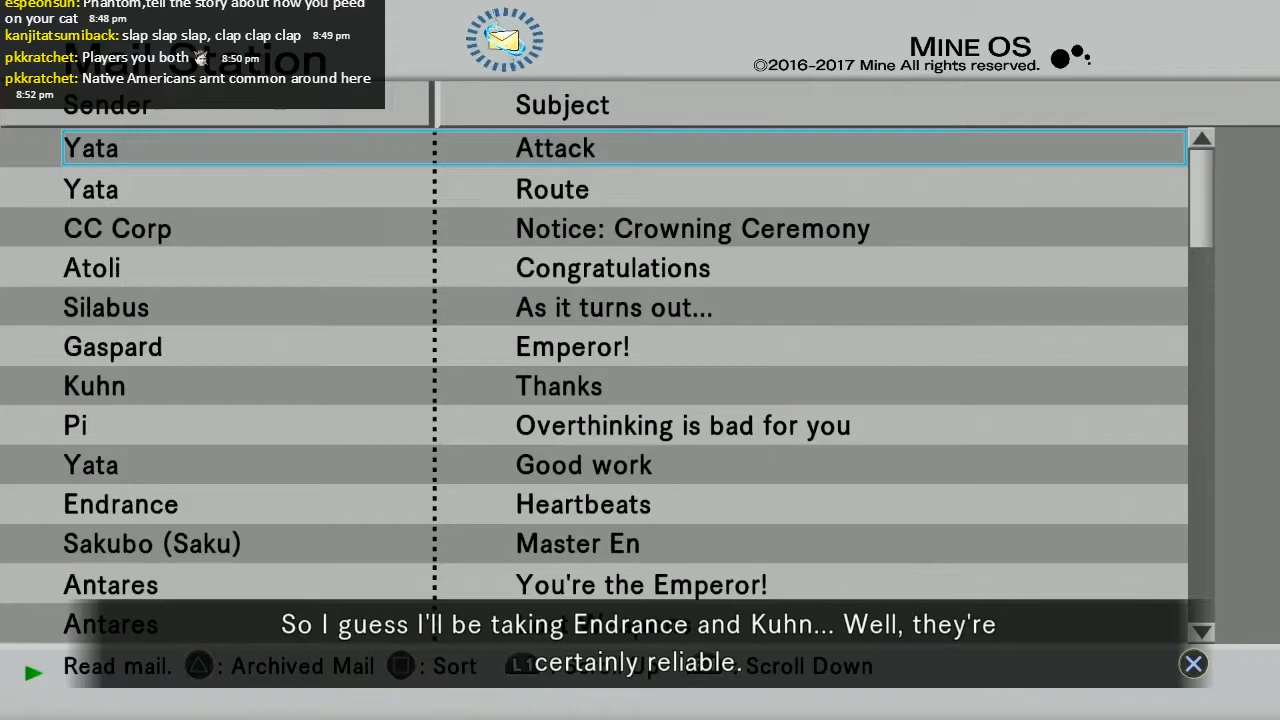 espeonsun: Phantom,tell the story about how you peed
on your cat 8:48 pm
kanjitatsumiback: slap slap slap, clap clap clap 8:49 pm
pkkratchet: Players you both 8:50 pm
pkkratchet: Native Americans arnt common around here
8:52 pm
Mail Station
MINE OS
©2016-2017 Mine All rights reserved.
Sender Subject
Yata Attack
Yata Route
CC Corp Notice: Crowning Ceremony
Atoli Congratulations
Silabus As it turns out...
Gaspard Emperor!
Kuhn Thanks
Pi Overthinking is bad for you
Yata Good work
Endrance Heartbeats
Sakubo (Saku) Master En
Antares You're the Emperor!
Antares
So I guess I'll be taking Endrance and Kuhn... Well, they're
certainly reliable.
Read mail. : Archived Mail : Sort L1 : Scroll Up : Scroll Down